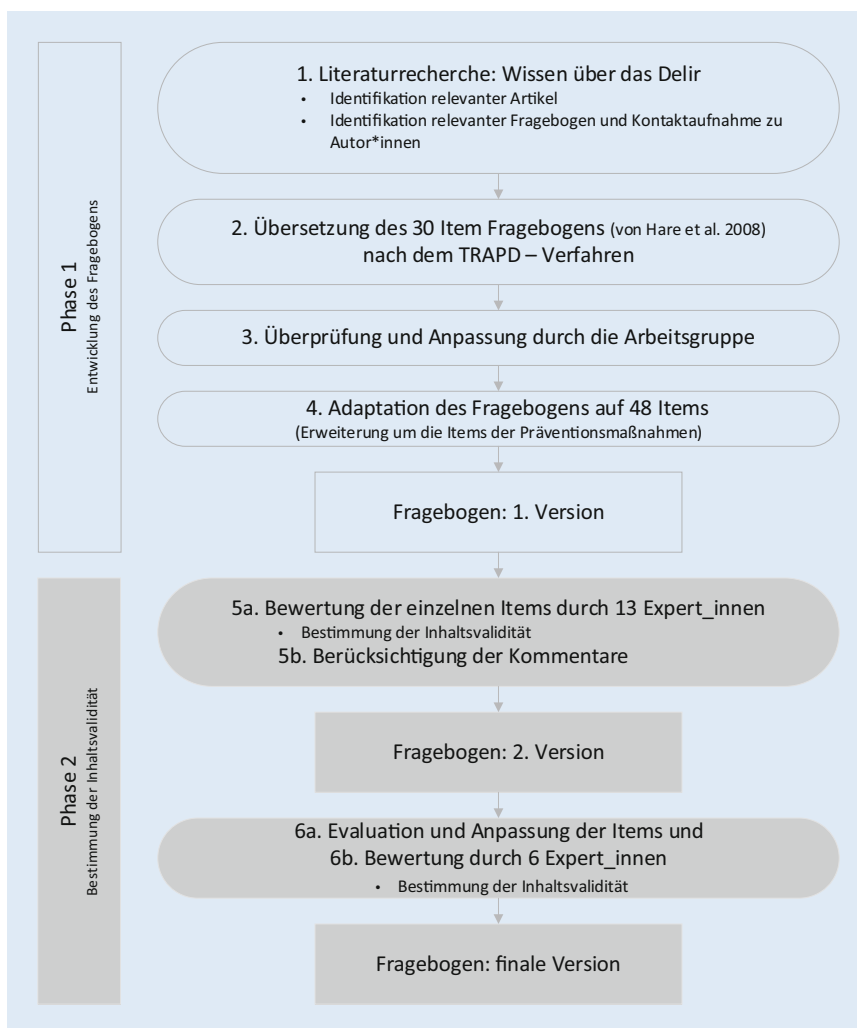 Phase 1
Entwicklung des Fragebogens
1. Literaturrecherche: Wissen über das Delir
• Identifikation relevanter Artikel
• Identifikation relevanter Fragebogen und Kontaktaufnahme zu
Autor*innen
2. Übersetzung des 30 Item Fragebogens (von Hare et al. 2008)
nach dem TRAPD – Verfahren
3. Überprüfung und Anpassung durch die Arbeitsgruppe
4. Adaptation des Fragebogens auf 48 Items
(Erweiterung um die Items der Präventionsmaßnahmen)
Fragebogen: 1. Version
Phase 2
Bestimmung der Inhaltsvalidität
5a. Bewertung der einzelnen Items durch 13 Expert_innen
• Bestimmung der Inhaltsvalidität
5b. Berücksichtigung der Kommentare
Fragebogen: 2. Version
6a. Evaluation und Anpassung der Items und
6b. Bewertung durch 6 Expert_innen
• Bestimmung der Inhaltsvalidität
Fragebogen: finale Version